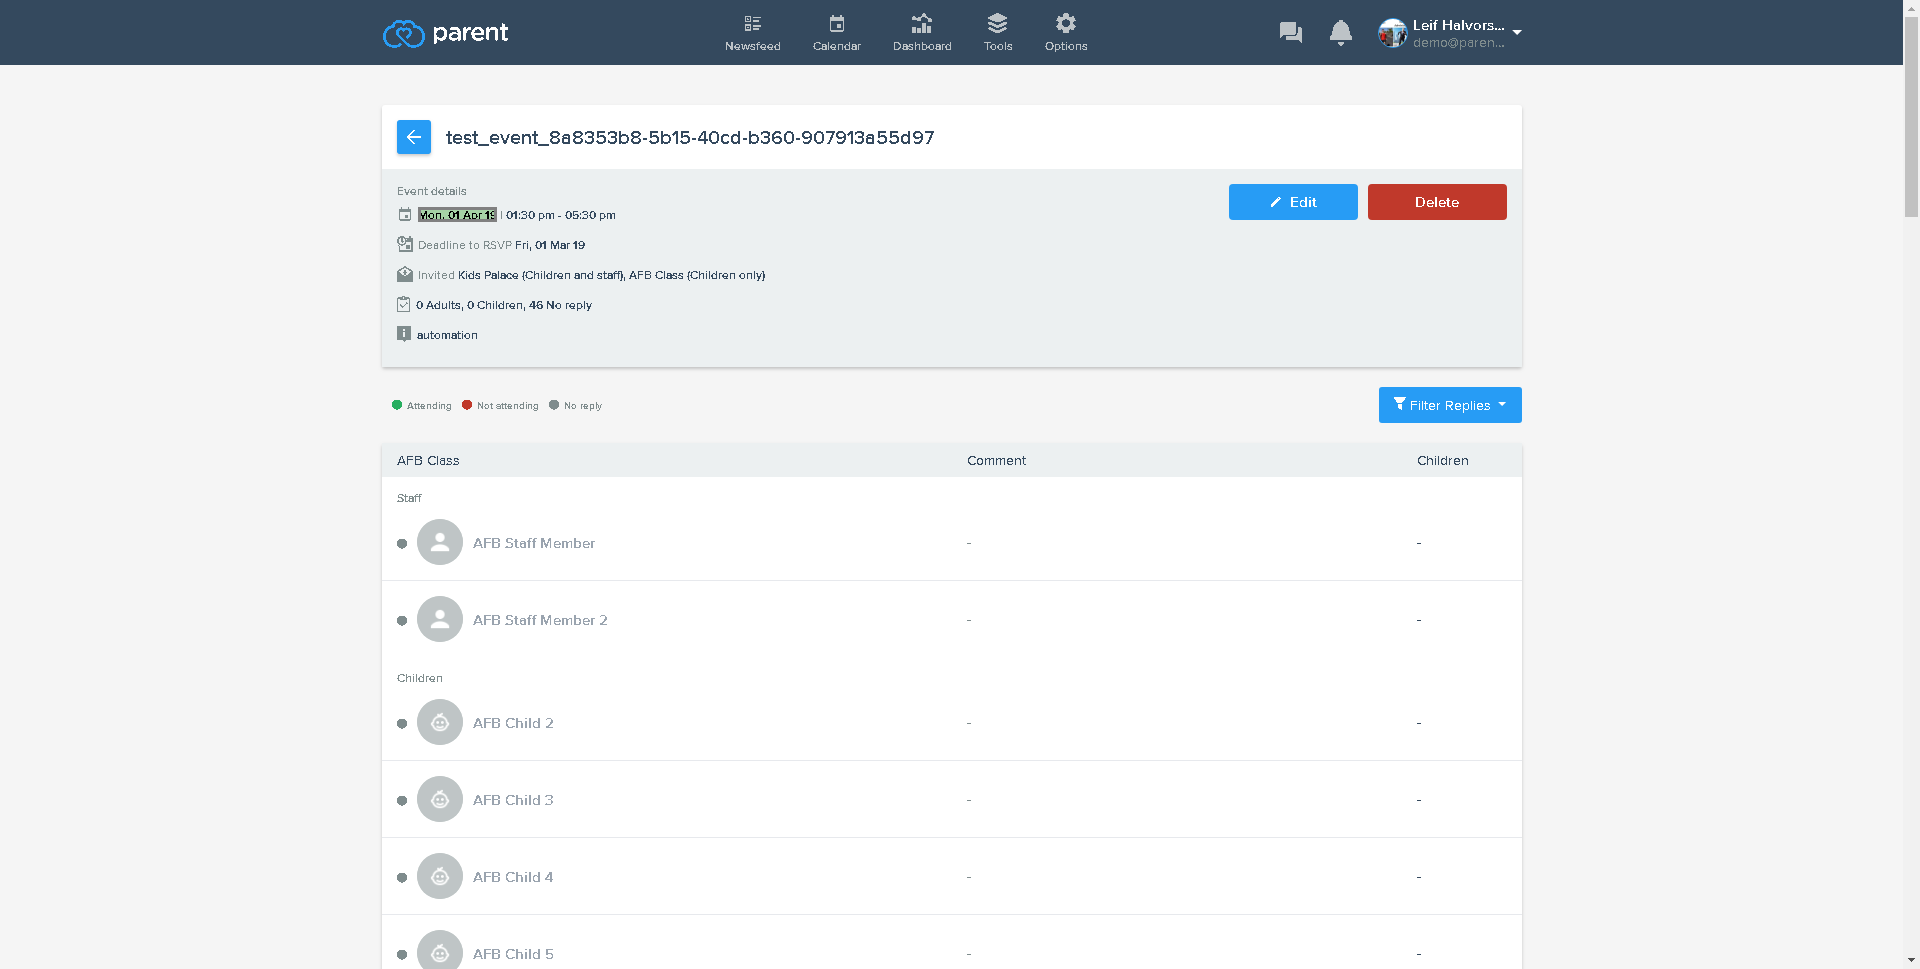 parent
Newsfeed
Calendar
Dashboard
Tools
Options
Leif Halvors...
demo@paren...
test_event_8a8353b8-5b15-40cd-b360-907913a55d97
Event details
Mon, 01 Apr 19 | 01:30 pm - 05:30 pm
Deadline to RSVP Fri, 01 Mar 19
Invited Kids Palace (Children and staff), AFB Class (Children only)
0 Adults, 0 Children, 46 No reply
automation
Edit
Delete
Attending
Not attending
No reply
Filter Replies
AFB Class
Comment
Children
Staff
AFB Staff Member - -
AFB Staff Member 2 - -
Children
AFB Child 2 - -
AFB Child 3 - -
AFB Child 4 - -
AFB Child 5 - -